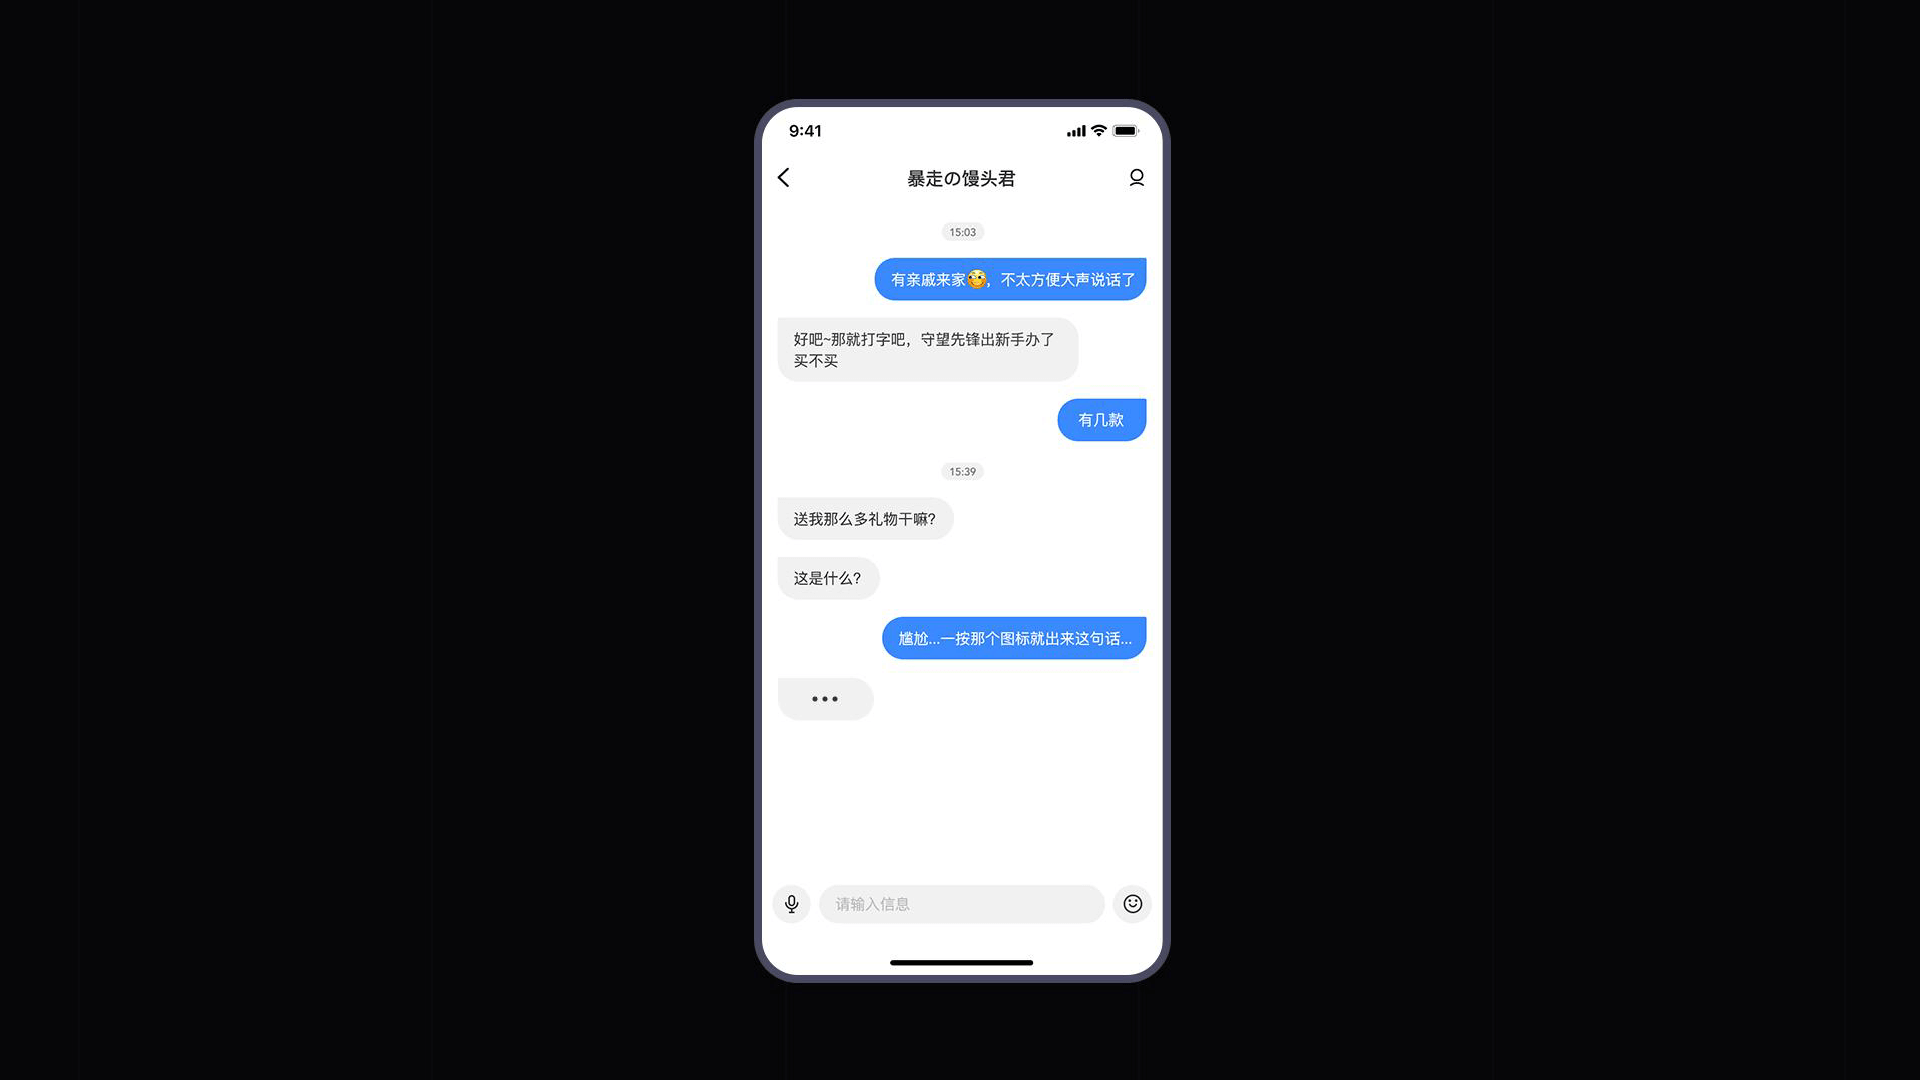 9:41
暴走の馒头君
15:03
有亲戚来家，不太方便大声说话了
好吧~那就打字吧，守望先锋出新手办了
买不买
有几款
15:39
送我那么多礼物干嘛?
这是什么?
尴尬...一按那个图标就出来这句话...
•••
请输入信息